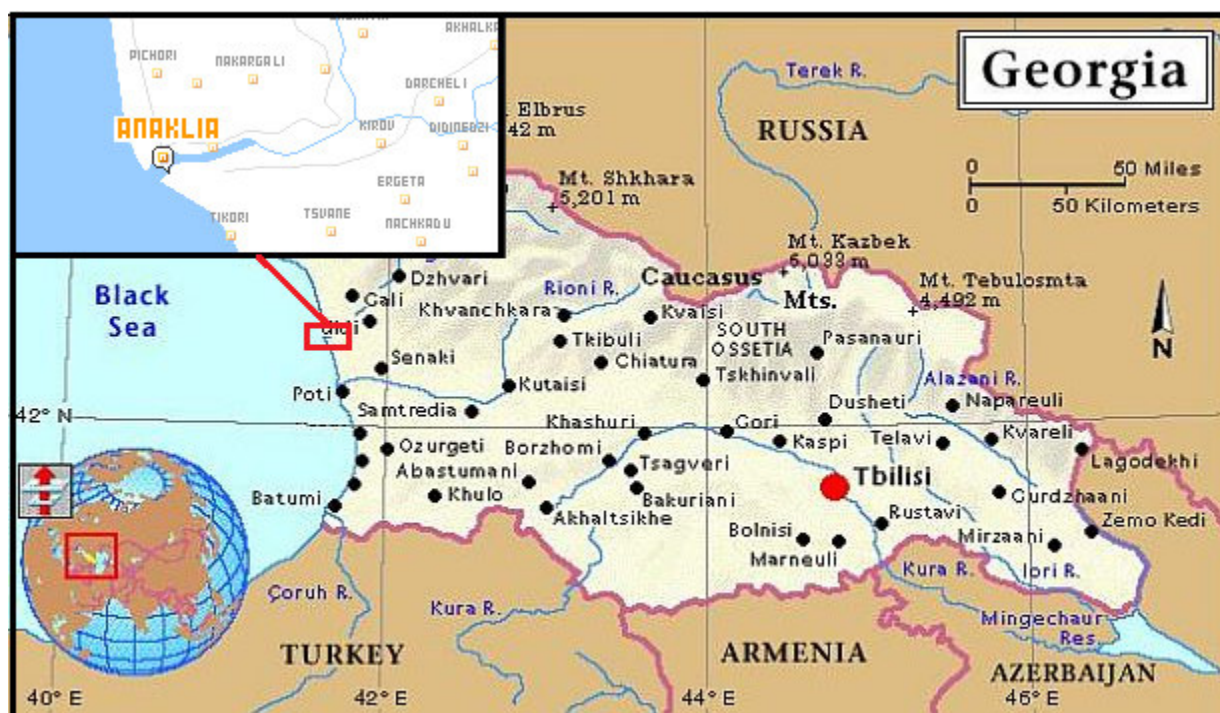 AKHALKA
PICHORI
NAKARGALI
DARCHELI
ANAKLIA
KIROV
DIDINEDZI
ERGETA
TIKORI
TSVANE
NACHKADU
Georgia
Terek R.
Elbrus
42 m
RUSSIA
50 Miles
0
0
50 Kilometers
Mt. Shkhara
5,201 m
Mt. Kazbek
5,033 m
Mt. Tebulosmta
4,492 m
Caucasus
Mts.
Black
Sea
Dzhvari
Gali
Rioni R.
Khvanchkara
Kvaisi
Tkibuli
SOUTH
OSSETIA
Pasanauri
N
Senaki
Chiatura
Tskhinvali
Alazani R.
Poti
Kutaisi
Napareuli
42° N
Samtredia
Dusheti
Khashuri
Gori
Kaspi
Telavi
Kvareli
Ozurgeti
Borzhomi
Lagodekhi
Abastumani
Tsagveri
Tbilisi
Batumi
Khulo
Bakuriani
Gurdzhaani
Akhaltsikhe
Rustavi
Zemo Kedi
Bolnisi
Mirzaani
Marneuli
Çoruh R.
Kura R.
Kura R.
Iori R.
Mingechaur
Res.
TURKEY
ARMENIA
AZERBAIJAN
40° E
42° E
44° E
46° E